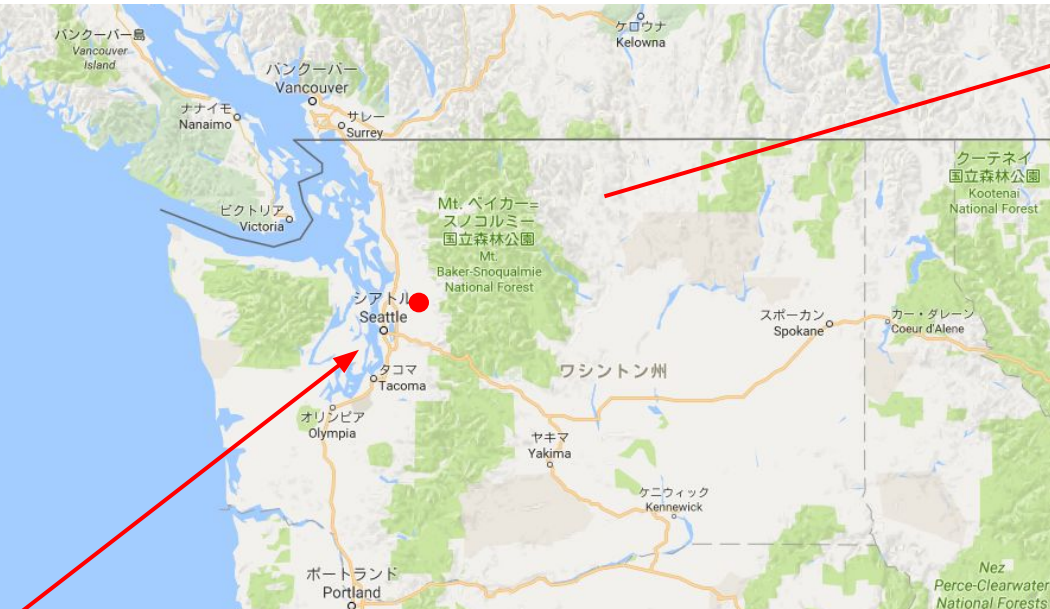 バンクーバー島
Vancouver
Island
バンクーバー
Vancouver
ケロウナ
Kelowna
ナナイモ
Nanaimo
サレー
Surrey
ビクトリア
Victoria
Mt. ベイカー=
スノコルミー
国立森林公園
Mt.
Baker-Snoqualmie
National Forest
クーテネイ
国立森林公園
Kootenai
National Forest
シアトル
Seattle
スポーカン
Spokane
カー・ダレーン
Coeur d'Alene
タコマ
Tacoma
ワシントン州
オリンピア
Olympia
ヤキマ
Yakima
ケニウィック
Kennewick
ポートランド
Portland
Nez
Perce-Clearwater
National Forests